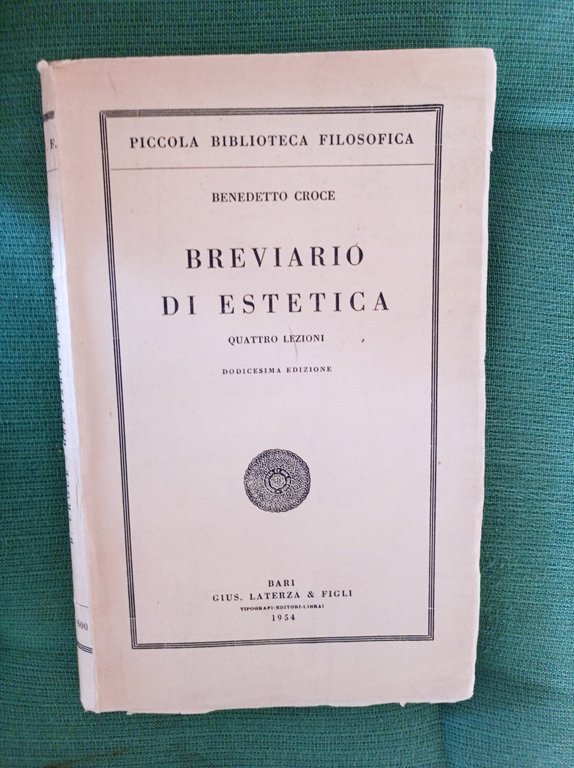 PICCOLA BIBLIOTECA FILOSOFICA
BENEDETTO CROCE
BREVIARIO
DI ESTETICA
QUATTRO LEZIONI
DODICESIMA EDIZIONE
BARI
GIUS. LATERZA & FIGLI
TIPOGRAFI-EDITORI-LIBRAI
1954